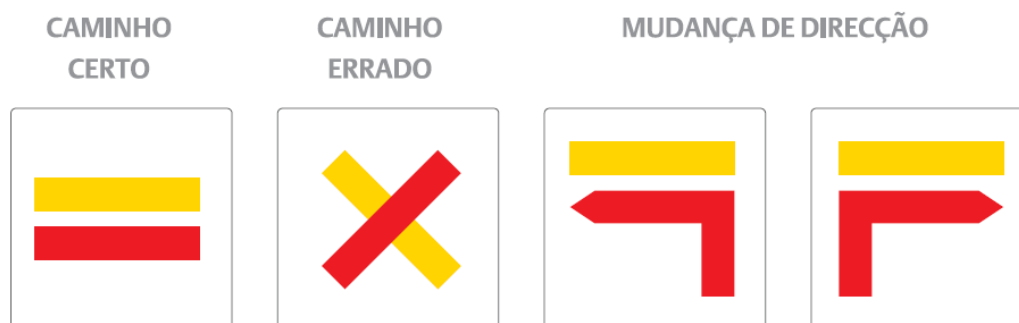 CAMINHO
CERTO
CAMINHO
ERRADO
MUDANÇA DE DIRECÇÃO